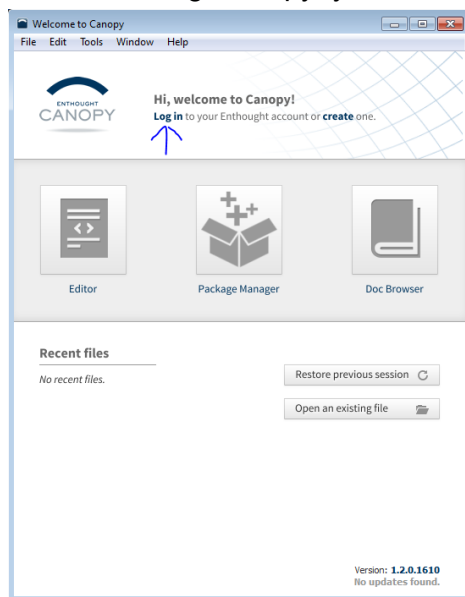 Welcome to Canopy
File Edit Tools Window Help
ENTHOUGHT
CANOPY
Hi, welcome to Canopy!
Log in to your Enthought account or create one.
Editor
Package Manager
Doc Browser
Recent files
No recent files.
Restore previous session
Open an existing file
Version: 1.2.0.1610
No updates found.